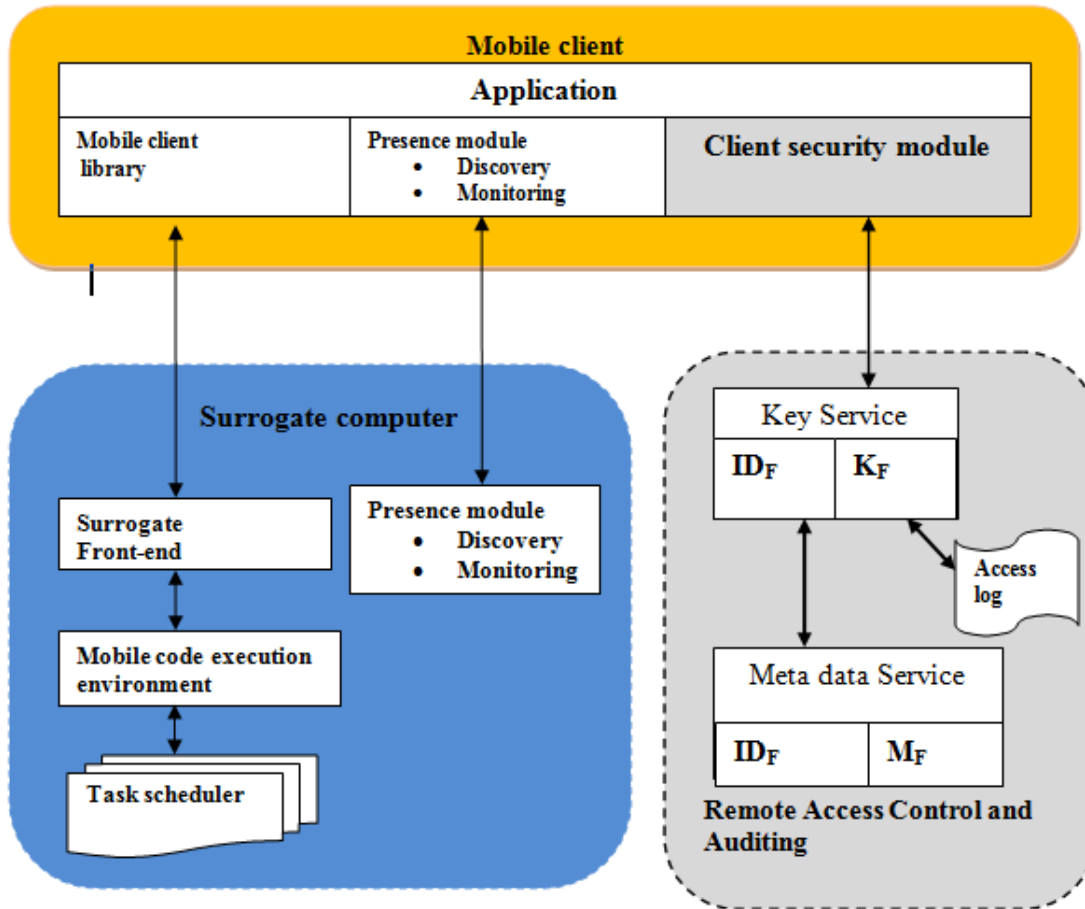 Mobile client
Application
Mobile client
library
Presence module
• Discovery
• Monitoring
Client security module
Surrogate computer
Surrogate
Front-end
Presence module
• Discovery
• Monitoring
Mobile code execution
environment
Task scheduler
Key Service
IDF
KF
Access
log
Meta data Service
IDF
MF
Remote Access Control and
Auditing